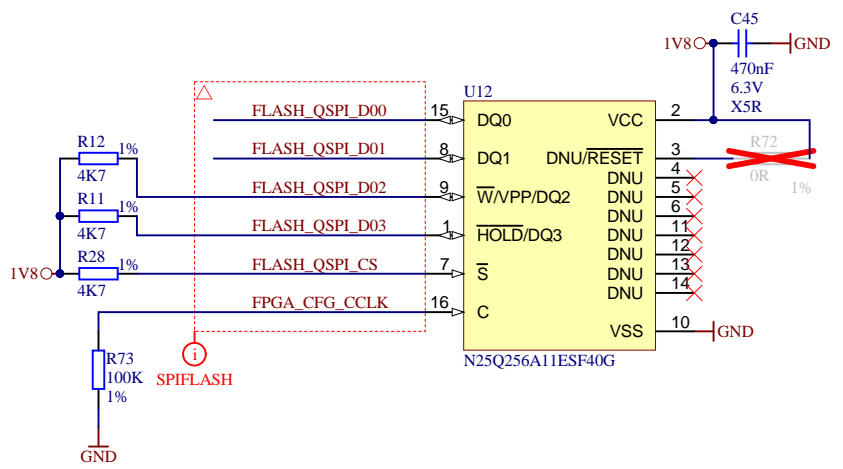 C45
1V8
GND
470nF
6.3V
X5R
U12
FLASH_QSPI_D00
15
DQ0
VCC
2
FLASH_QSPI_D01
8
DQ1
DNU/RESET
3
R72
0R
1%
R12
1%
4K7
FLASH_QSPI_D02
9
W/VPP/DQ2
DNU
4
DNU
5
R11
1%
4K7
FLASH_QSPI_D03
1
HOLD/DQ3
DNU
6
DNU
11
1V8
R28
1%
4K7
FLASH_QSPI_CS
7
S
DNU
12
DNU
13
DNU
14
FPGA_CFG_CCLK
16
C
VSS
10
GND
R73
100K
1%
i
SPIFLASH
N25Q256A11ESF40G
GND